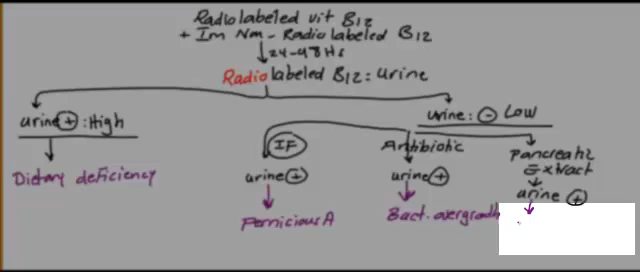 Radiolabeled vit B12
+ Im Nm - Radiolabeled B12
24-48Hs
Radiolabeled B12: urine
urine + : High
urine: - Low
Dietary deficiency
IF
urine +
Pernicious A
Antibiotic
urine +
Bact. overgrowth
Pancreatic
Extract
urine +